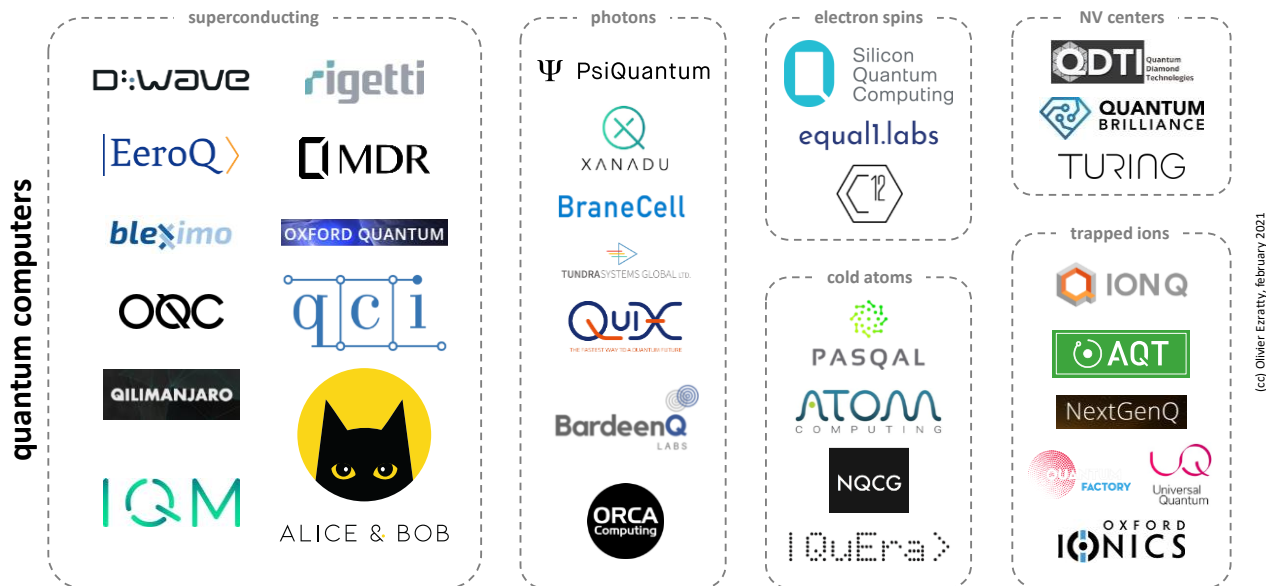 quantum computers
superconducting
D:wave
rigetti
|EeroQ>
MDR
bleximo
OXFORD QUANTUM
OQC
qci
QILIMANJARO
IQM
ALICE & BOB
photons
Ψ PsiQuantum
XANADU
BraneCell
TUNDRASYSTEMS GLOBAL LTD.
QUIX
THE FASTEST WAY TO A QUANTUM FUTURE
BardeenQ
LABS
ORCA
Computing
electron spins
Silicon
Quantum
Computing
equal1.labs
C12
cold atoms
PASQAL
ATOM
COMPUTING
NQCG
|QuEra>
NV centers
QDTI
Quantum
Diamond
Technologies
QUANTUM
BRILLIANCE
TURING
trapped ions
IONQ
AQT
NextGenQ
QUANTUM
FACTORY
UQ
Universal
Quantum
OXFORD
IONICS
(cc) Olivier Ezratty, february 2021